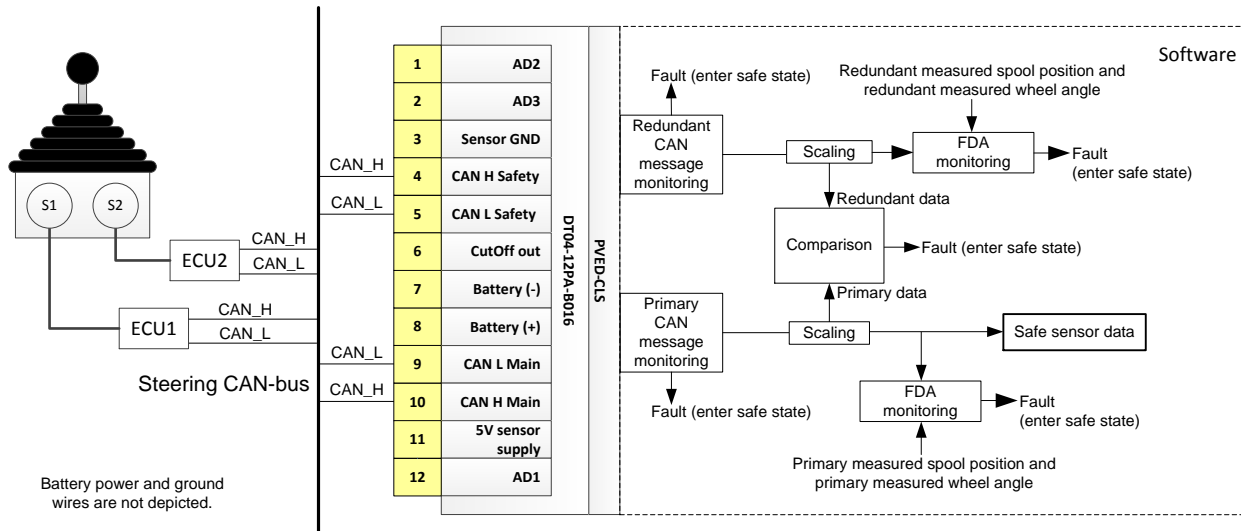 S1
S2
ECU2
CAN_H
CAN_L
ECU1
CAN_H
CAN_L
Steering CAN-bus
Battery power and ground
wires are not depicted.
CAN_H
CAN_L
CAN_L
CAN_H
1 AD2
2 AD3
3 Sensor GND
4 CAN H Safety
5 CAN L Safety
6 CutOff out
7 Battery (-)
8 Battery (+)
9 CAN L Main
10 CAN H Main
11 5V sensor
supply
12 AD1
DT04-12PA-B016
PVED-CLS
Software
Fault (enter safe state)
Redundant
CAN
message
monitoring
Scaling
Redundant measured spool position and
redundant measured wheel angle
FDA
monitoring
Fault
(enter safe state)
Redundant data
Comparison
Fault (enter safe state)
Primary data
Primary
CAN
message
monitoring
Fault (enter safe state)
Scaling
Safe sensor data
FDA
monitoring
Fault
(enter safe state)
Primary measured spool position and
primary measured wheel angle